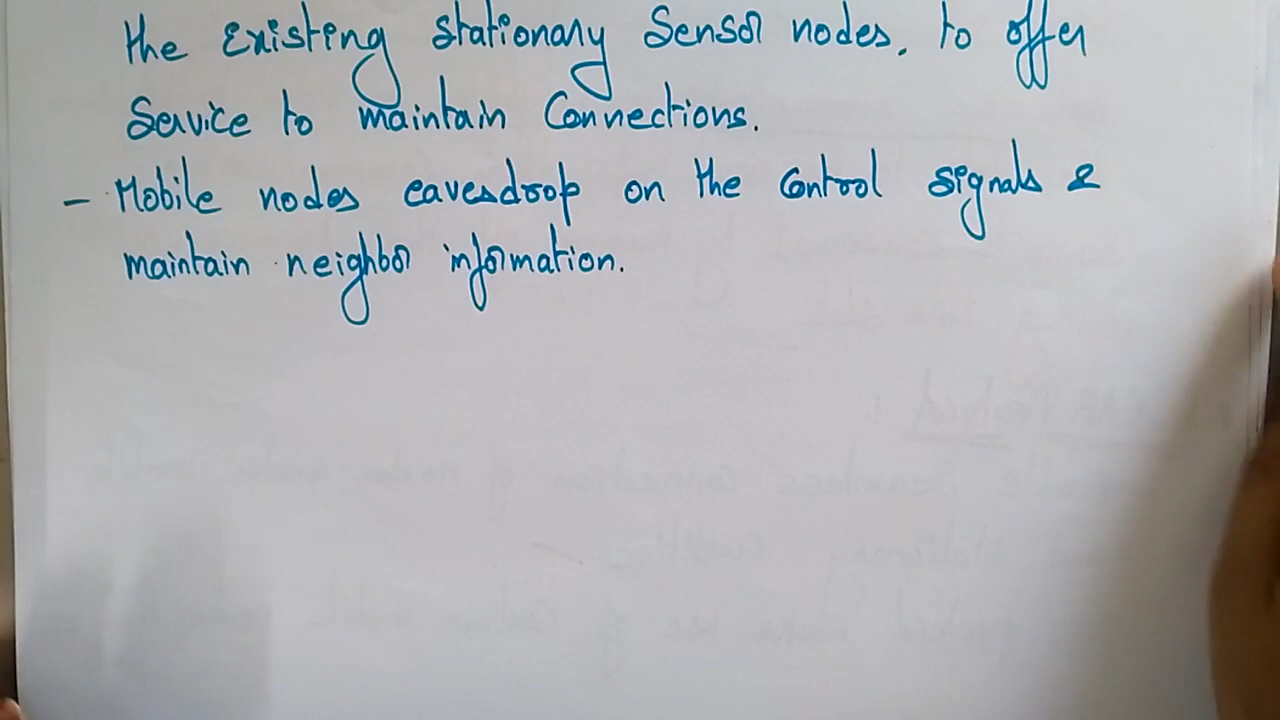 the Existing stationary Sensor nodes, to offer
Service to maintain Connections.
- Mobile nodes eavesdrop on the Control signals &
maintain neighbor information.